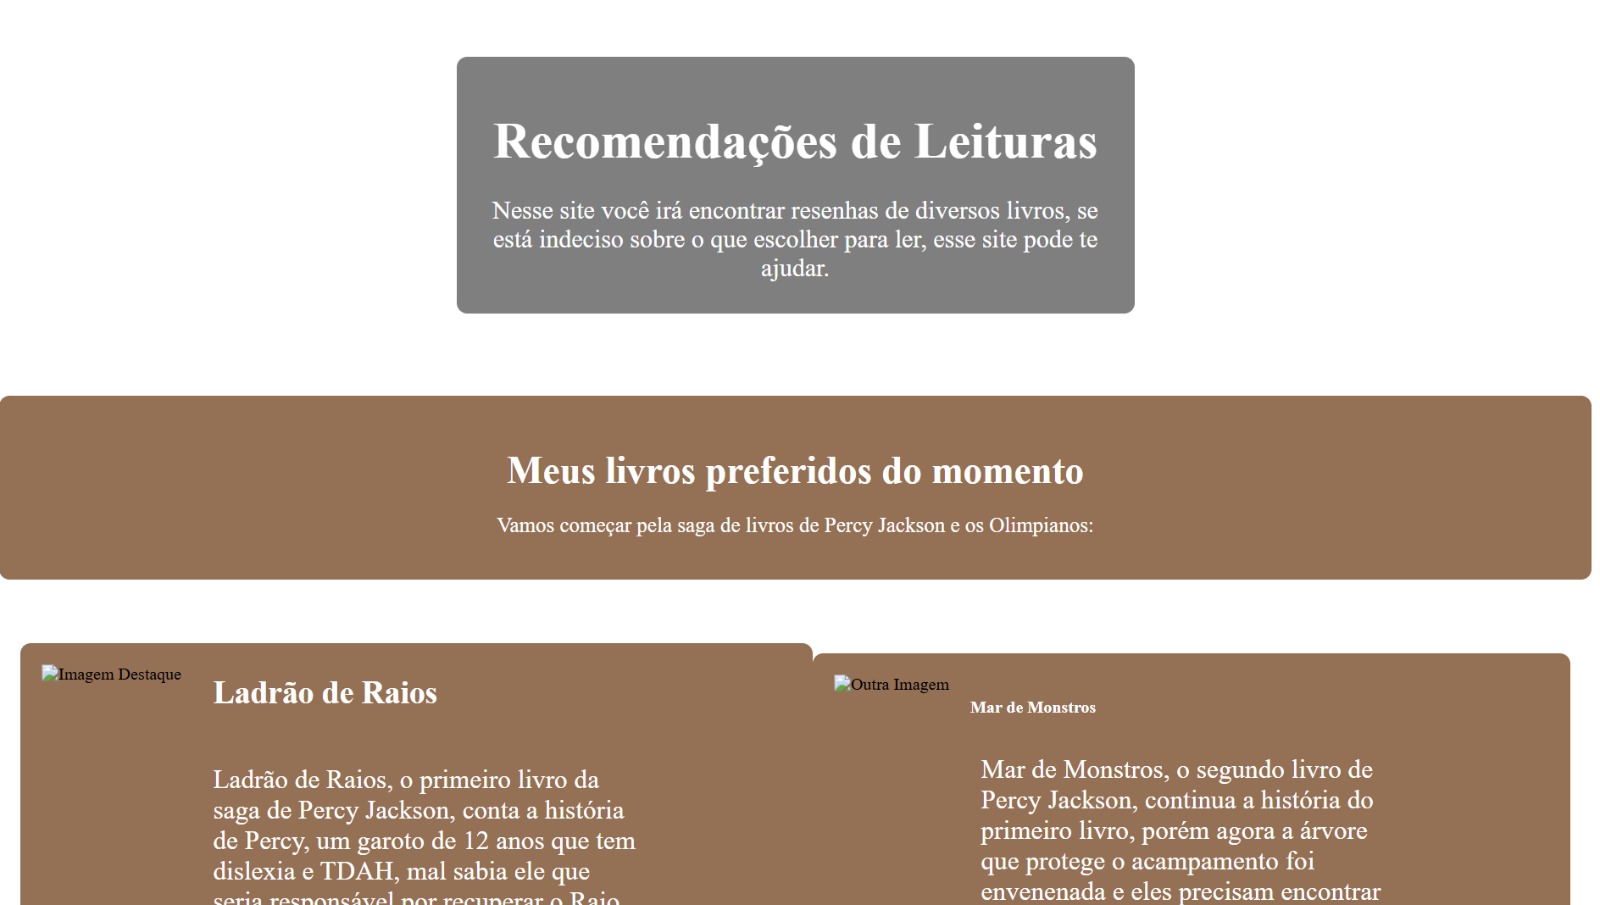 Recomendações de Leituras
Nesse site você irá encontrar resenhas de diversos livros, se
está indeciso sobre o que escolher para ler, esse site pode te
ajudar.
Meus livros preferidos do momento
Vamos começar pela saga de livros de Percy Jackson e os Olimpianos:
Imagem Destaque
Ladrão de Raios
Ladrão de Raios, o primeiro livro da
saga de Percy Jackson, conta a história
de Percy, um garoto de 12 anos que tem
dislexia e TDAH, mal sabia ele que
seria responsável por recuperar o Raio
Outra Imagem
Mar de Monstros
Mar de Monstros, o segundo livro de
Percy Jackson, continua a história do
primeiro livro, porém agora a árvore
que protege o acampamento foi
envenenada e eles precisam encontrar